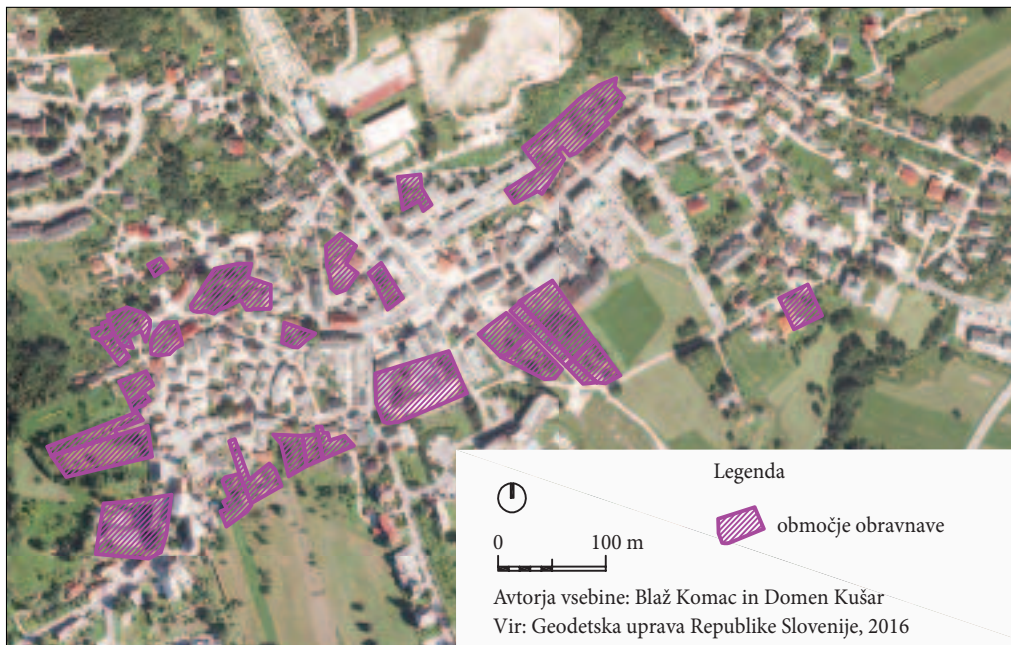 Legenda
območje obravnave
0 100 m
Avtorja vsebine: Blaž Komac in Domen Kušar
Vir: Geodetska uprava Republike Slovenije, 2016